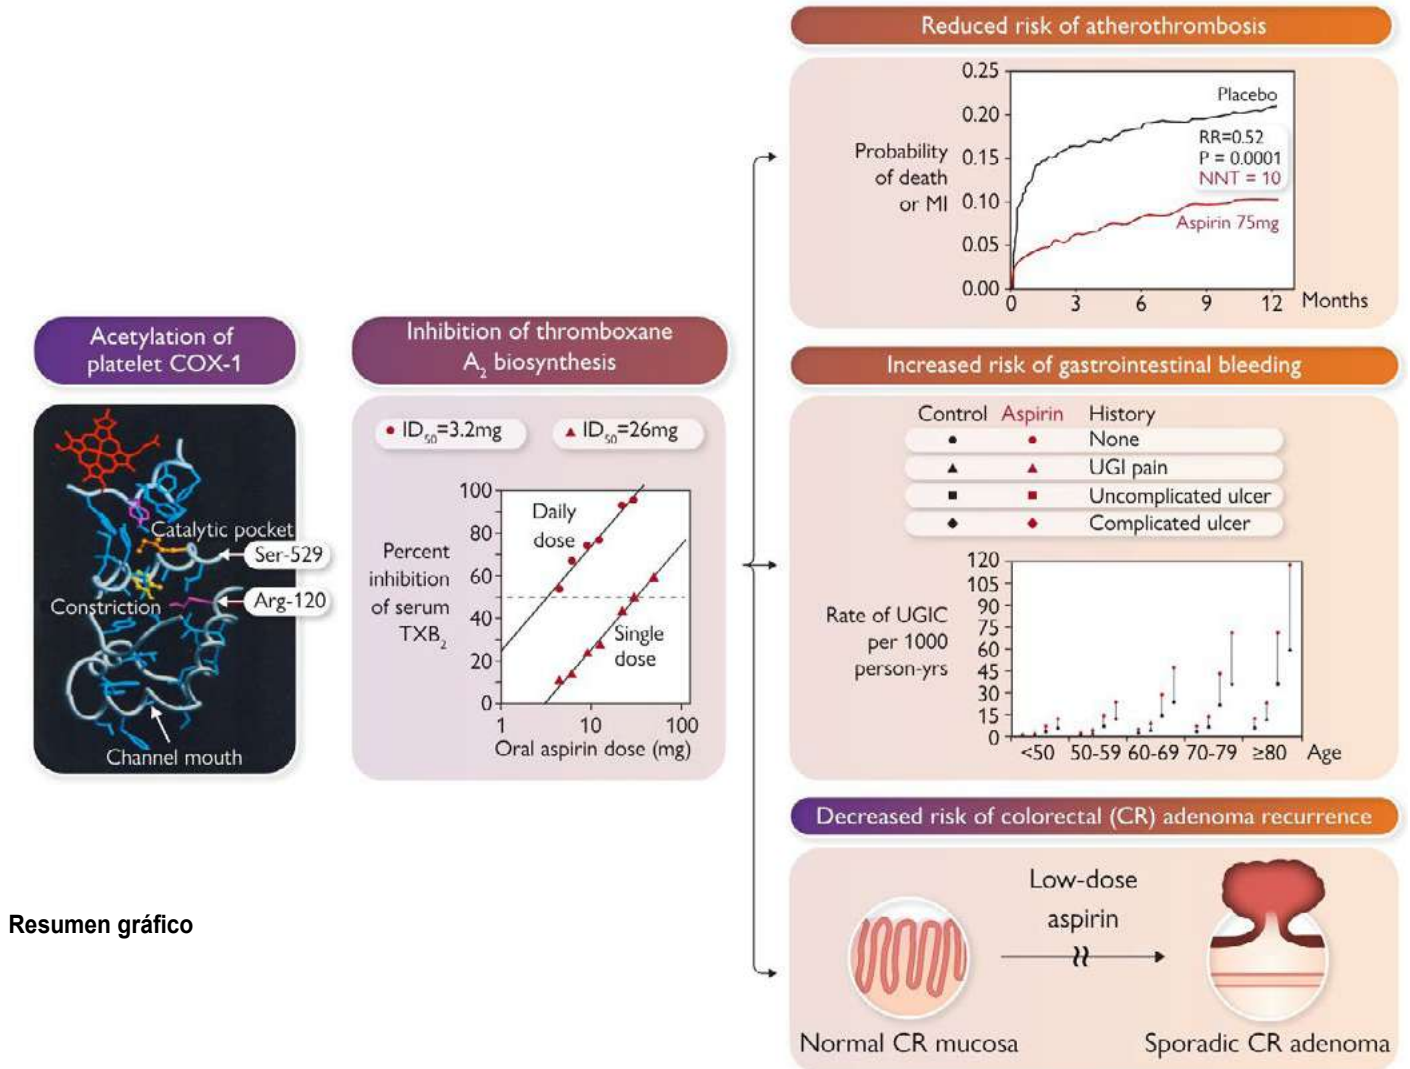 Resumen gráfico
Acetylation of
platelet COX-1
Catalytic pocket
Ser-529
Constriction
Arg-120
Channel mouth
Inhibition of thromboxane
A₂ biosynthesis
ID₅₀=3.2mg
ID₅₀=26mg
Percent
inhibition
of serum
TXB₂
100
80
60
40
20
0
Daily
dose
Single
dose
1
10
100
Oral aspirin dose (mg)
Reduced risk of atherothrombosis
Probability
of death
or MI
0.25
0.20
0.15
0.10
0.05
0.00
Placebo
RR=0.52
P = 0.0001
NNT = 10
Aspirin 75mg
0 3 6 9 12 Months
Increased risk of gastrointestinal bleeding
Control Aspirin History
None
UGI pain
Uncomplicated ulcer
Complicated ulcer
Rate of UGIC
per 1000
person-yrs
120
105
90
75
60
45
30
15
0
<50 50-59 60-69 70-79 ≥80 Age
Decreased risk of colorectal (CR) adenoma recurrence
Low-dose
aspirin
Normal CR mucosa
Sporadic CR adenoma